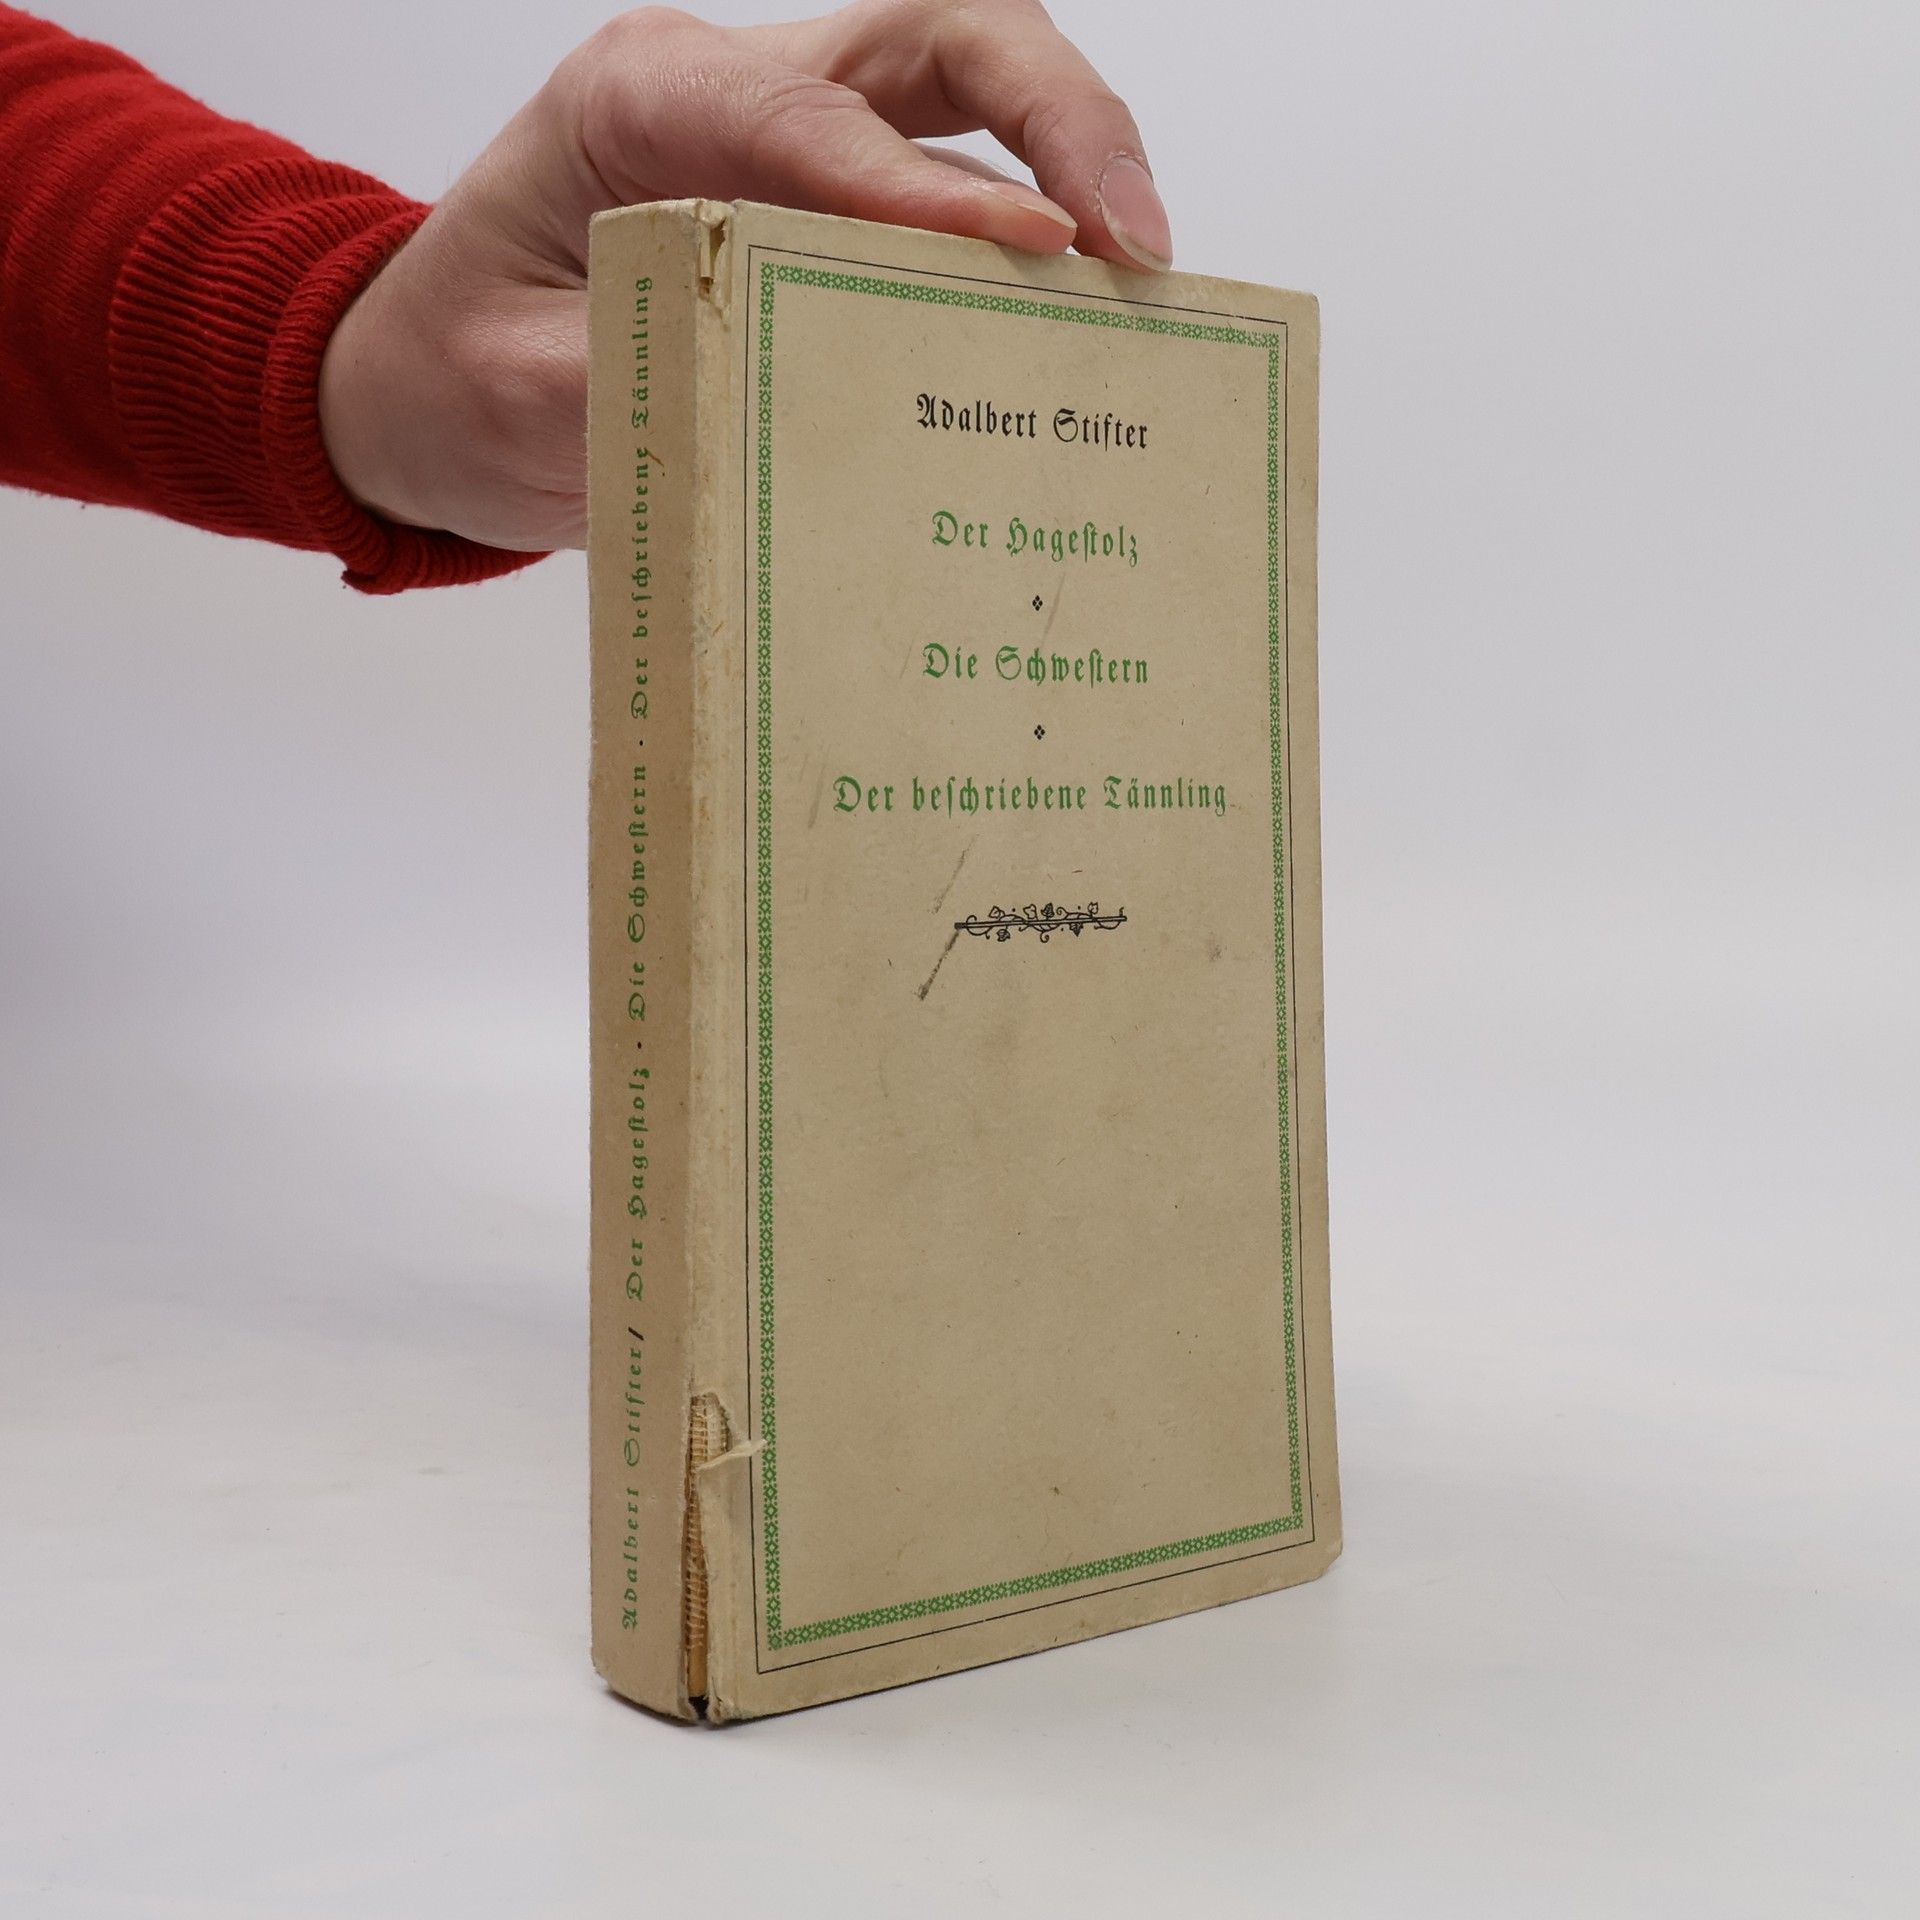 Adalbert Stifter / Der Hageſtolz · Die Schweſtern · Der beſchriebene Tännling
Adalbert Stifter
Der Hageſtolz
Die Schweſtern
Der beſchriebene Tännling